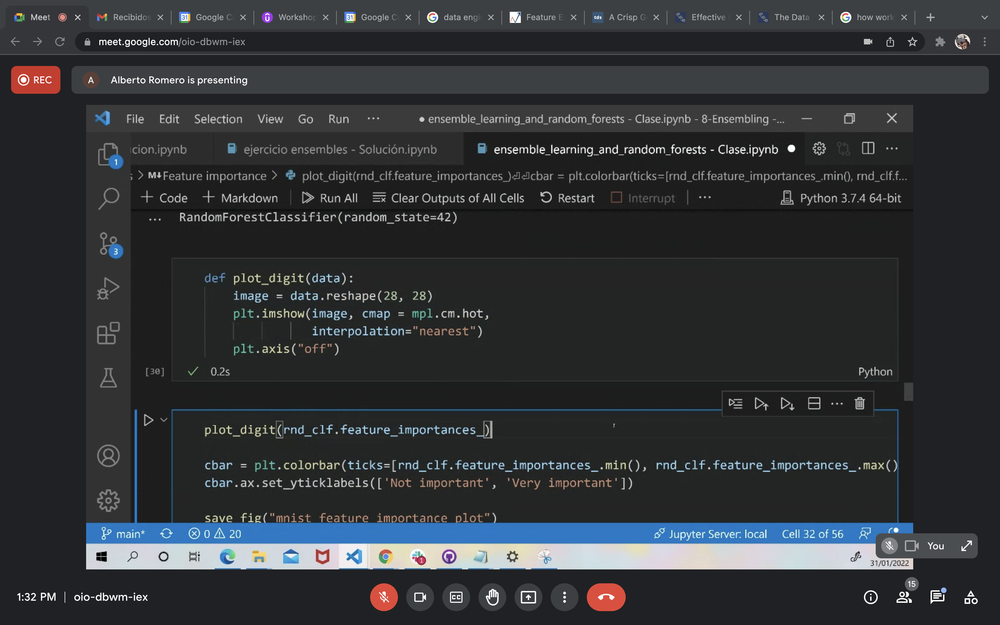 Meet
Recibidos
Google Ca
Workshop
Google Ca
data engi
Feature E
tds A Crisp G
Effective
The Data
how work
meet.google.com/oio-dbwm-iex
REC
A Alberto Romero is presenting
File Edit Selection View Go Run ··· ● ensemble_learning_and_random_forests - Clase.ipynb - 8-Ensembling -...
cion.ipynb
ejercicio ensembles - Solución.ipynb
ensemble_learning_and_random_forests - Clase.ipynb
1
s > M↓Feature importance > plot_digit(rnd_clf.feature_importances_)⏎⏎cbar = plt.colorbar(ticks=[rnd_clf.feature_importances_.min(), rnd_clf.f...
+ Code + Markdown Run All Clear Outputs of All Cells Restart Interrupt ··· Python 3.7.4 64-bit
... RandomForestClassifier(random_state=42)
3
def plot_digit(data):
image = data.reshape(28, 28)
plt.imshow(image, cmap = mpl.cm.hot,
interpolation="nearest")
plt.axis("off")
[30] ✓ 0.2s Python
plot_digit(rnd_clf.feature_importances_)
cbar = plt.colorbar(ticks=[rnd_clf.feature_importances_.min(), rnd_clf.feature_importances_.max()
cbar.ax.set_yticklabels(['Not important', 'Very important'])
save_fig("mnist_feature_importance_plot")
main* 0 20 Jupyter Server: local Cell 32 of 56
You
1
31/01/2022
1:32 PM | oio-dbwm-iex
CC
15